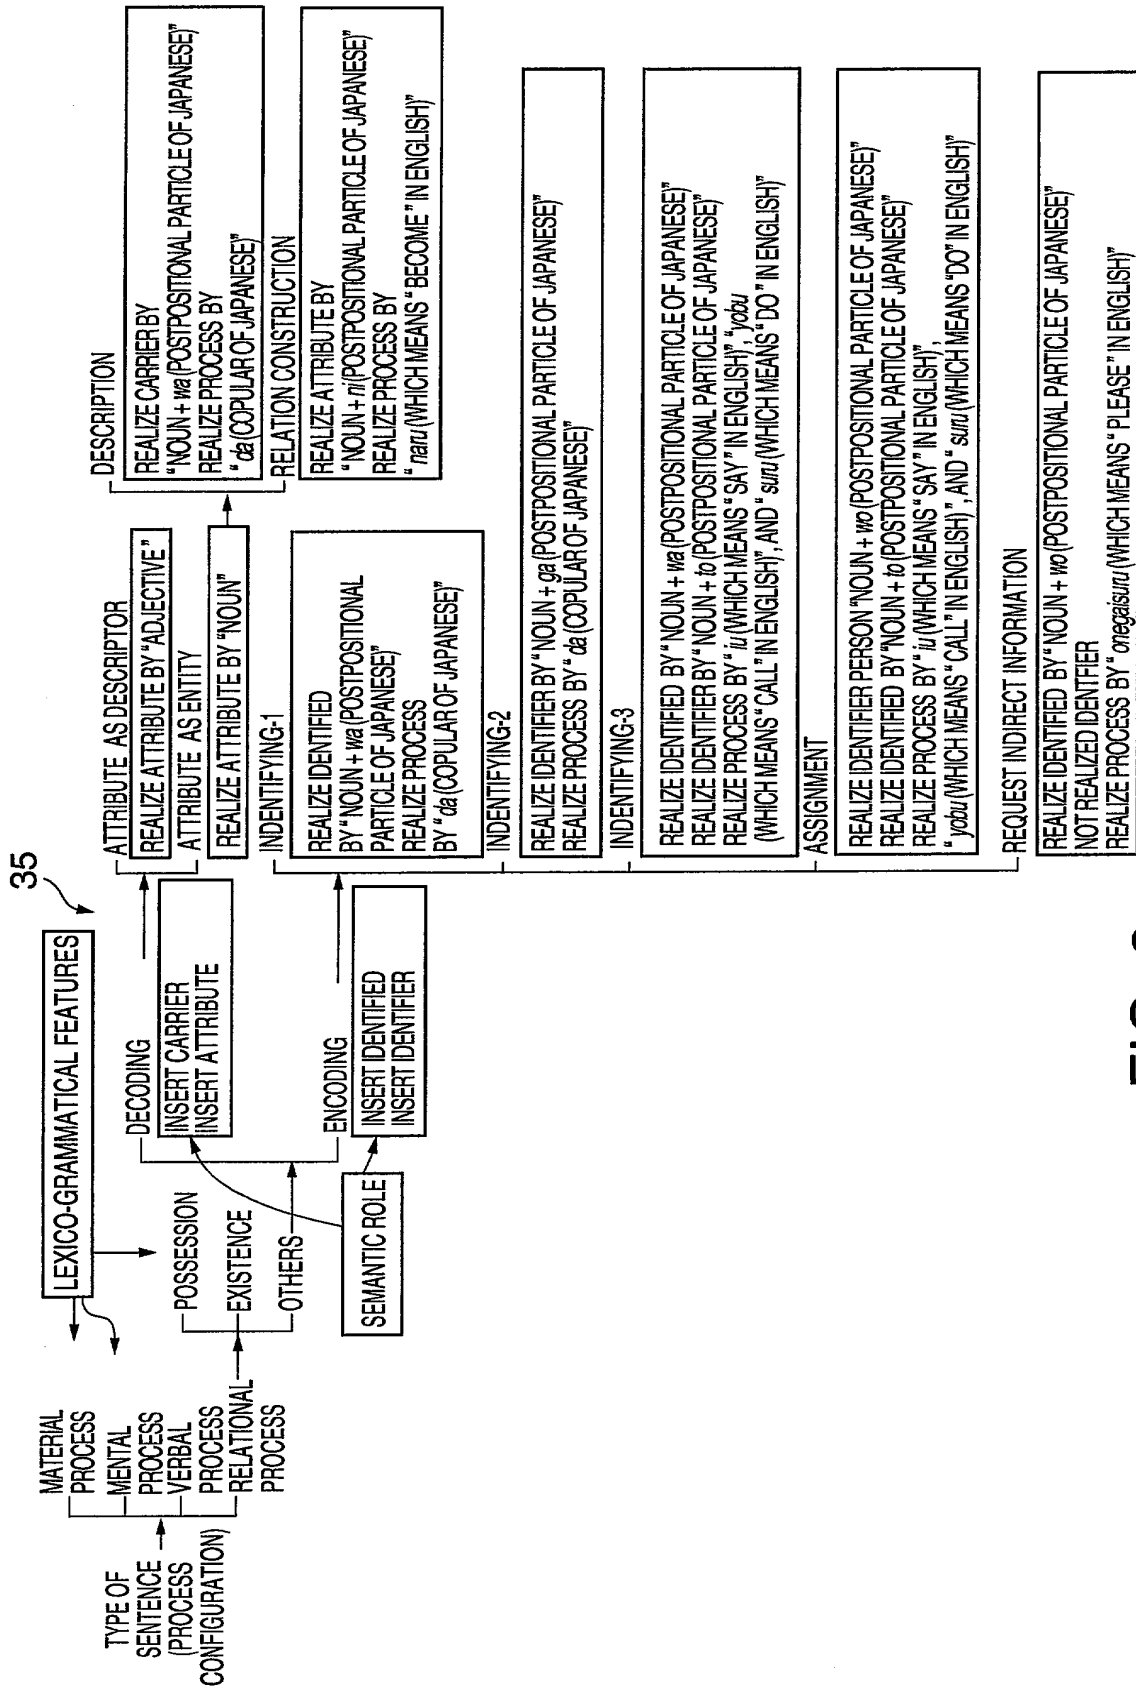 35
LEXICO-GRAMMATICAL FEATURES
TYPE OF
SENTENCE
(PROCESS
CONFIGURATION)
MATERIAL
PROCESS
MENTAL
PROCESS
VERBAL
PROCESS
RELATIONAL
PROCESS
POSSESSION
EXISTENCE
OTHERS
SEMANTIC ROLE
DECODING
INSERT CARRIER
INSERT ATTRIBUTE
ENCODING
INSERT IDENTIFIED
INSERT IDENTIFIER
ATTRIBUTE AS DESCRIPTOR
REALIZE ATTRIBUTE BY "ADJECTIVE"
ATTRIBUTE AS ENTITY
REALIZE ATTRIBUTE BY "NOUN"
DESCRIPTION
REALIZE CARRIER BY
"NOUN + wa (POSTPOSITIONAL PARTICLE OF JAPANESE)"
REALIZE PROCESS BY
"da (COPULAR OF JAPANESE)"
RELATION CONSTRUCTION
REALIZE ATTRIBUTE BY
"NOUN + ni (POSTPOSITIONAL PARTICLE OF JAPANESE)"
REALIZE PROCESS BY
"naru (WHICH MEANS "BECOME" IN ENGLISH)"
INDENTIFYING-1
REALIZE IDENTIFIED
BY "NOUN + wa (POSTPOSITIONAL
PARTICLE OF JAPANESE)"
REALIZE PROCESS
BY "da (COPULAR OF JAPANESE)"
INDENTIFYING-2
REALIZE IDENTIFIER BY "NOUN + ga (POSTPOSITIONAL PARTICLE OF JAPANESE)"
REALIZE PROCESS BY "da (COPULAR OF JAPANESE)"
INDENTIFYING-3
REALIZE IDENTIFIED BY "NOUN + wa (POSTPOSITIONAL PARTICLE OF JAPANESE)"
REALIZE IDENTIFIER BY "NOUN + to (POSTPOSITIONAL PARTICLE OF JAPANESE)"
REALIZE PROCESS BY "iu (WHICH MEANS "SAY" IN ENGLISH)", "yobu
(WHICH MEANS "CALL" IN ENGLISH)", AND "suru (WHICH MEANS "DO" IN ENGLISH)"
ASSIGNMENT
REALIZE IDENTIFIER PERSON "NOUN + wo (POSTPOSITIONAL PARTICLE OF JAPANESE)"
REALIZE IDENTIFIED BY "NOUN + to (POSTPOSITIONAL PARTICLE OF JAPANESE)"
REALIZE PROCESS BY "iu (WHICH MEANS "SAY" IN ENGLISH)",
"yobu (WHICH MEANS "CALL" IN ENGLISH)", AND "suru (WHICH MEANS "DO" IN ENGLISH)"
REQUEST INDIRECT INFORMATION
REALIZE IDENTIFIED BY "NOUN + wo (POSTPOSITIONAL PARTICLE OF JAPANESE)"
NOT REALIZED IDENTIFIER
REALIZE PROCESS BY "onegaisuru (WHICH MEANS "PLEASE" IN ENGLISH)"